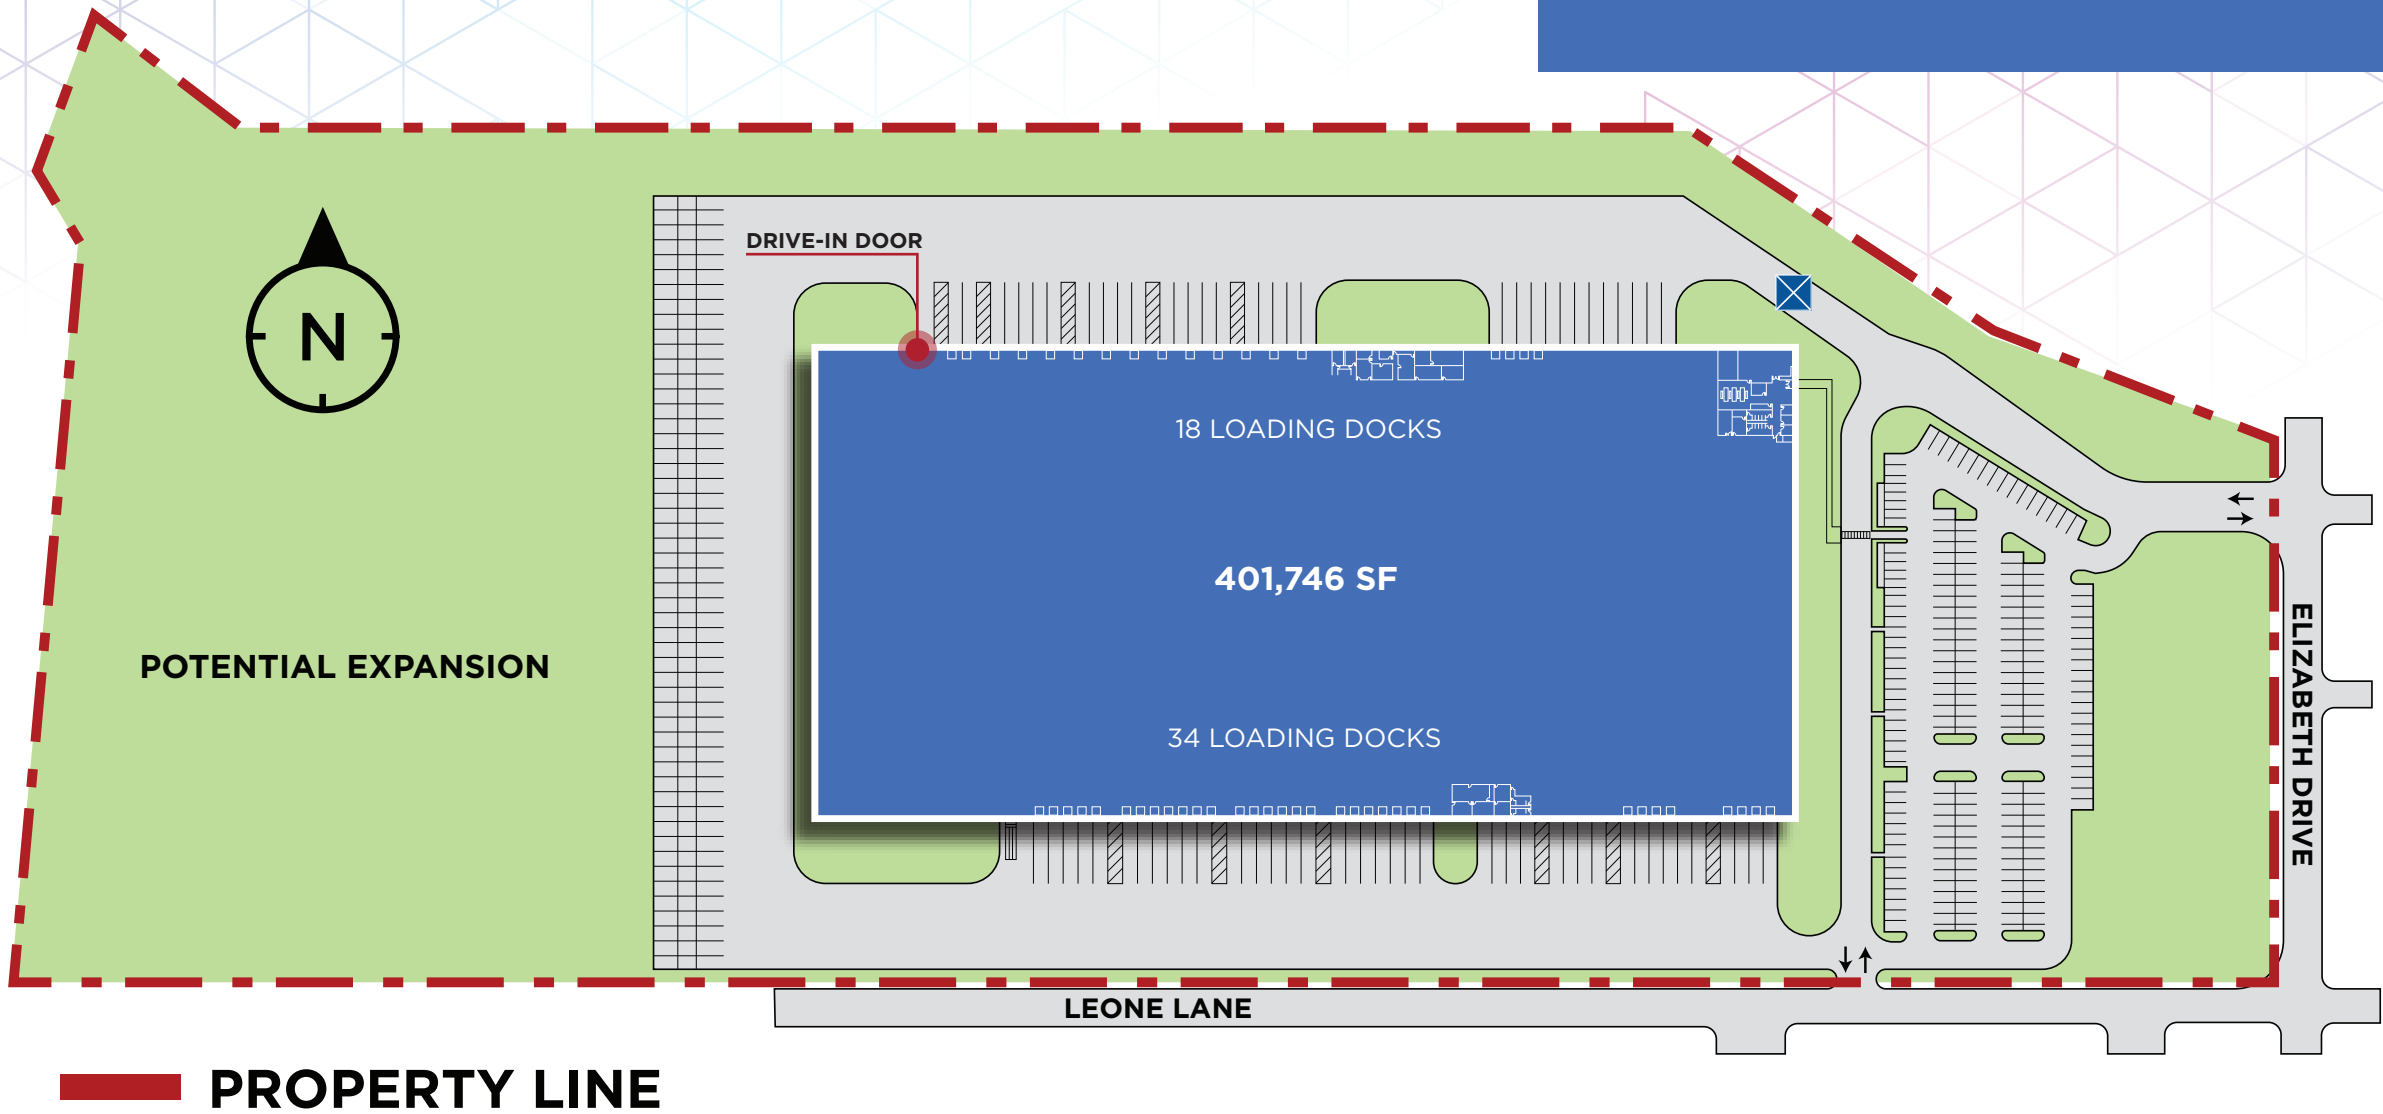 DRIVE-IN DOOR
N
18 LOADING DOCKS
401,746 SF
POTENTIAL EXPANSION
34 LOADING DOCKS
ELIZABETH DRIVE
LEONE LANE
PROPERTY LINE